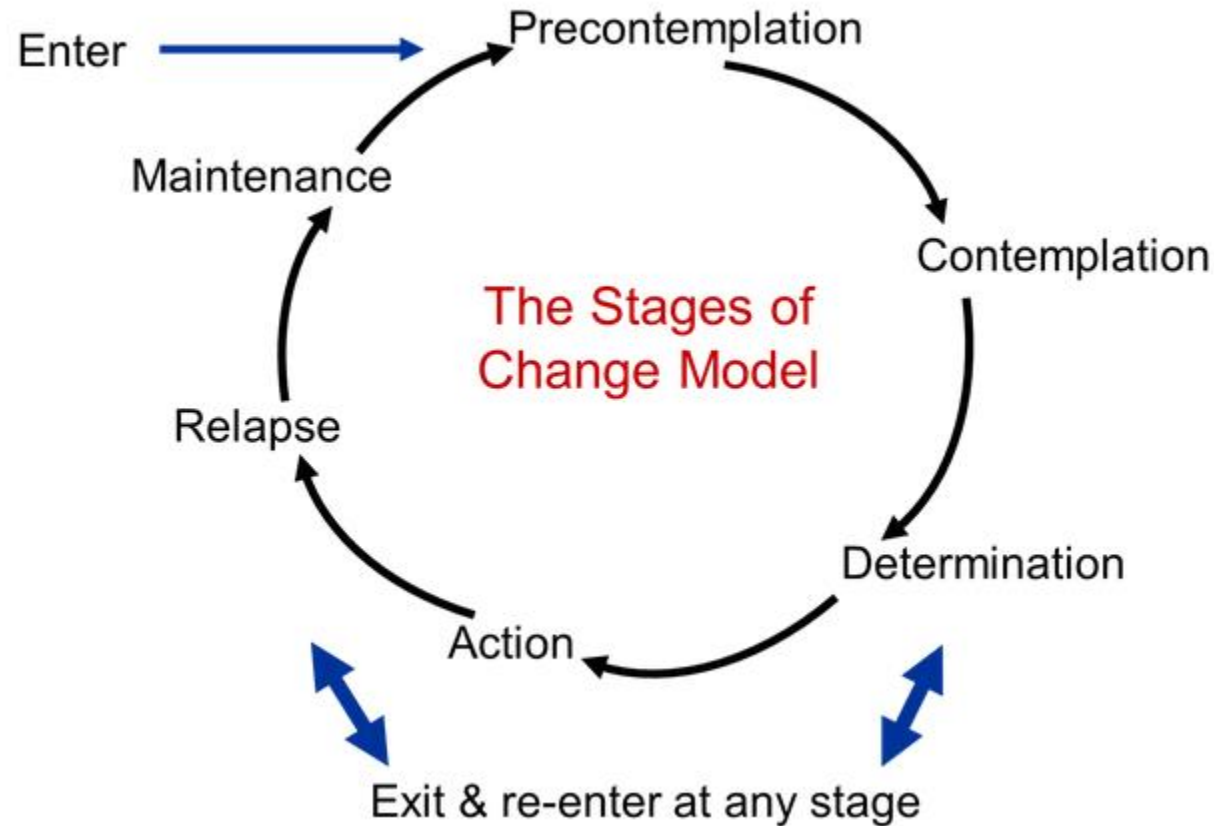 Enter
Precontemplation
Maintenance
Contemplation
The Stages of
Change Model
Relapse
Determination
Action
Exit & re-enter at any stage